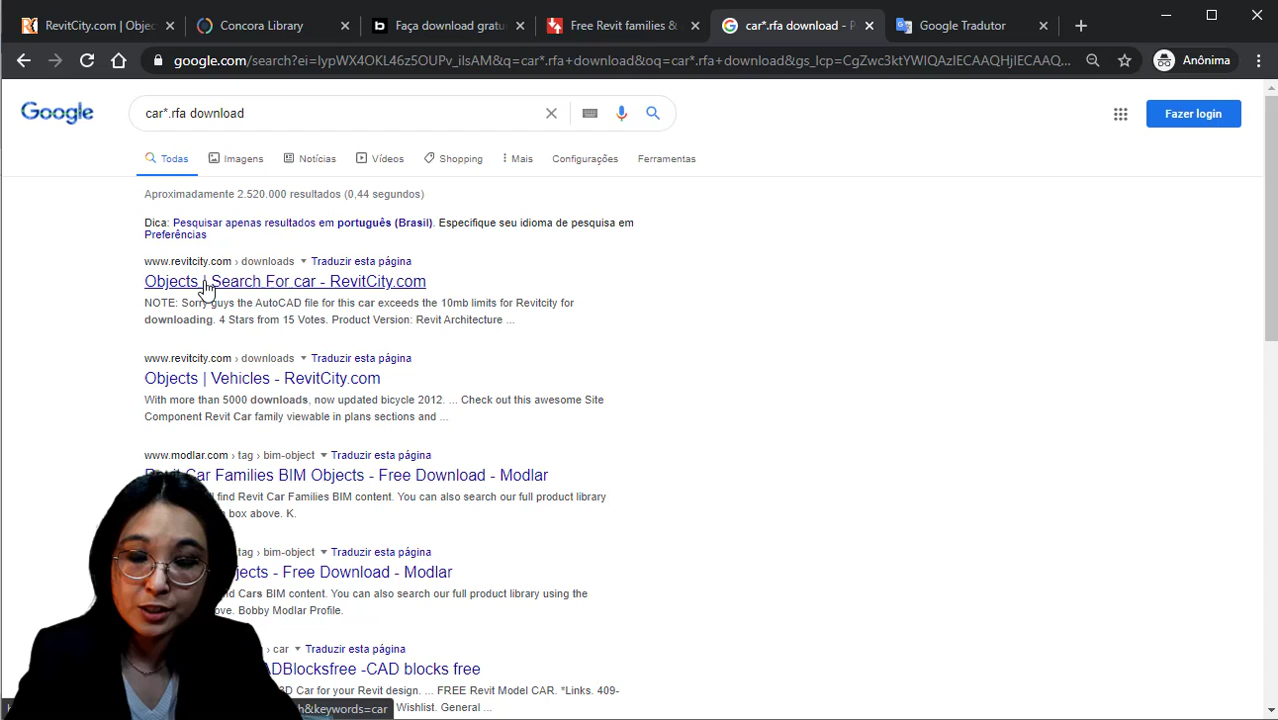 RevitCity.com | Objec
Concora Library
Faça download gratu
Free Revit families &
car*.rfa download - P
Google Tradutor
google.com/search?ei=IypWX4OKL46z5OUPv_ibAM&q=car*.rfa+download&oq=car*.rfa+download&gs_lcp=CgZwc3ktYWIQAzIECAAQHjIECAAQ...
Anônima
Google
car*.rfa download
Fazer login
Todas
Imagens
Notícias
Vídeos
Shopping
Mais
Configurações
Ferramentas
Aproximadamente 2.520.000 resultados (0,44 segundos)
Dica: Pesquisar apenas resultados em português (Brasil). Especifique seu idioma de pesquisa em
Preferências
www.revitcity.com › downloads ▾ Traduzir esta página
Objects | Search For car - RevitCity.com
NOTE: Sorry guys the AutoCAD file for this car exceeds the 10mb limits for Revitcity for
downloading. 4 Stars from 15 Votes. Product Version: Revit Architecture ...
www.revitcity.com › downloads ▾ Traduzir esta página
Objects | Vehicles - RevitCity.com
With more than 5000 downloads, now updated bicycle 2012. ... Check out this awesome Site
Component Revit Car family viewable in plans sections and ...
www.modlar.com › tag › bim-object ▾ Traduzir esta página
Revit Car Families BIM Objects - Free Download - Modlar
find Revit Car Families BIM content. You can also search our full product library
box above. K.
tag › bim-object ▾ Traduzir esta página
jects - Free Download - Modlar
nd Cars BIM content. You can also search our full product library using the
ove. Bobby Modlar Profile.
› car ▾ Traduzir esta página
ADBlocksfree -CAD blocks free
D Car for your Revit design. ... FREE Revit Model CAR. *Links. 409-
h&keywords=car
Wishlist. General ...